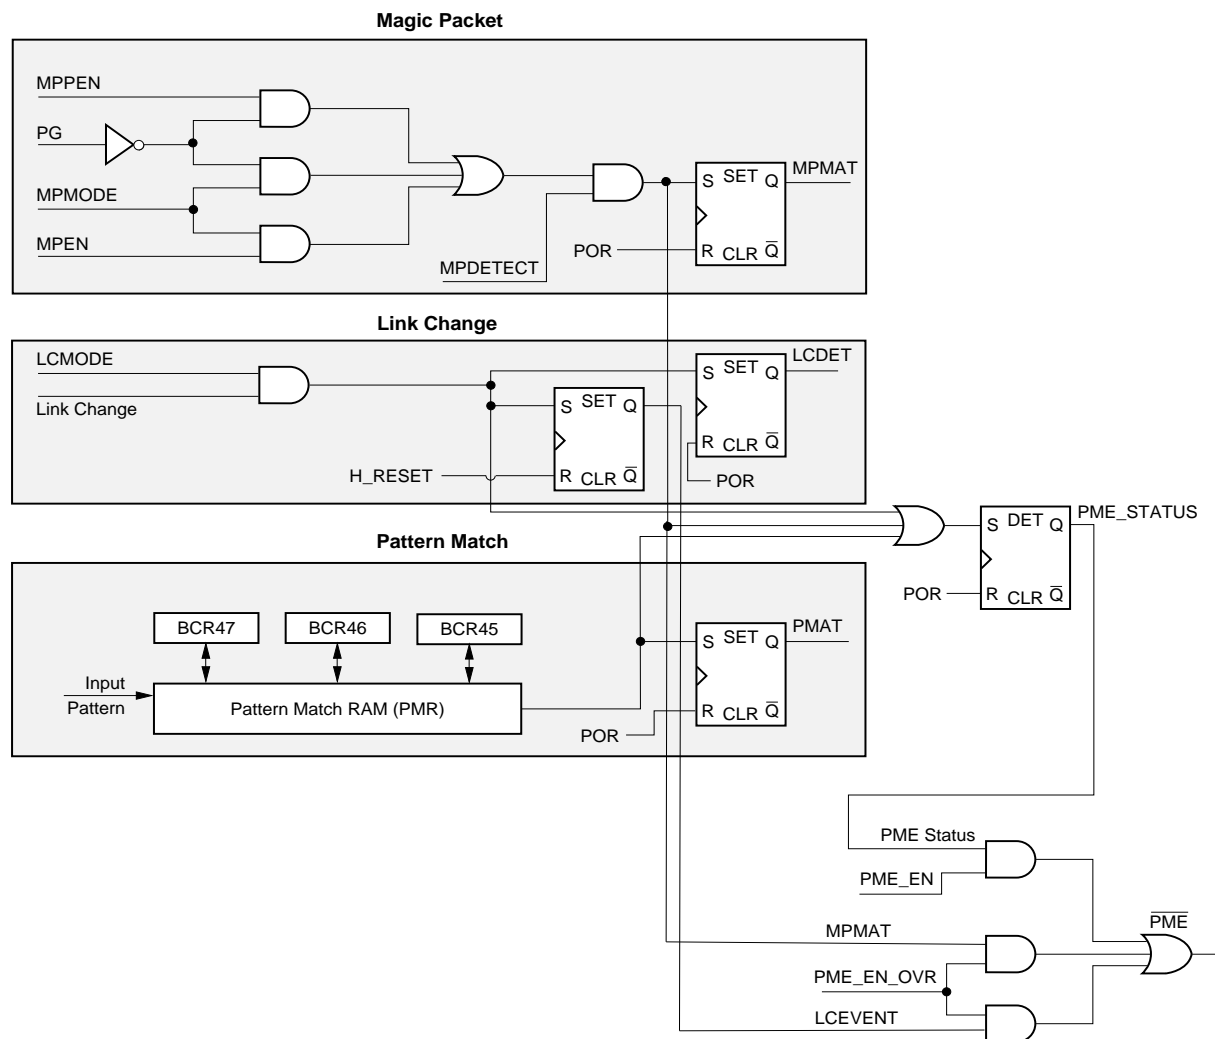 Magic Packet
MPPEN
PG
MPMODE
MPEN
MPDETECT
POR
S SET Q
R CLR Q̅
MPMAT
Link Change
LCMODE
Link Change
H_RESET
S SET Q
R CLR Q̅
S SET Q
R CLR Q̅
LCDET
POR
Pattern Match
BCR47
BCR46
BCR45
Input
Pattern
Pattern Match RAM (PMR)
POR
S SET Q
R CLR Q̅
PMAT
S DET Q
R CLR Q̅
POR
PME_STATUS
PME Status
PME_EN
MPMAT
PME_EN_OVR
LCEVENT
P̅M̅E̅